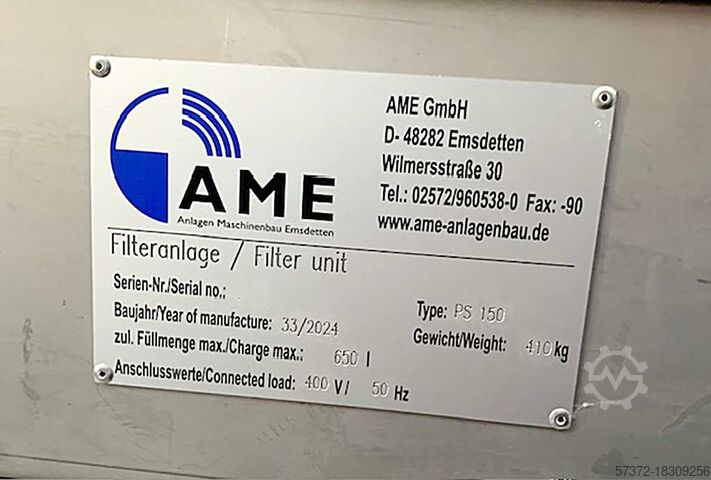 AME GmbH
D- 48282 Emsdetten
Wilmersstraße 30
Tel.: 02572/960538-0 Fax: -90
www.ame-anlagenbau.de
AME
Anlagen Maschinenbau Emsdetten
Filteranlage / Filter unit
Serien-Nr./Serial no.:
Baujahr/Year of manufacture: 33/2024
Type: PS 150
zul. Füllmenge max./Charge max.: 650 l
Gewicht/Weight: 410 kg
Anschlusswerte/Connected load: 400 V/ 50 Hz
57372-18309256